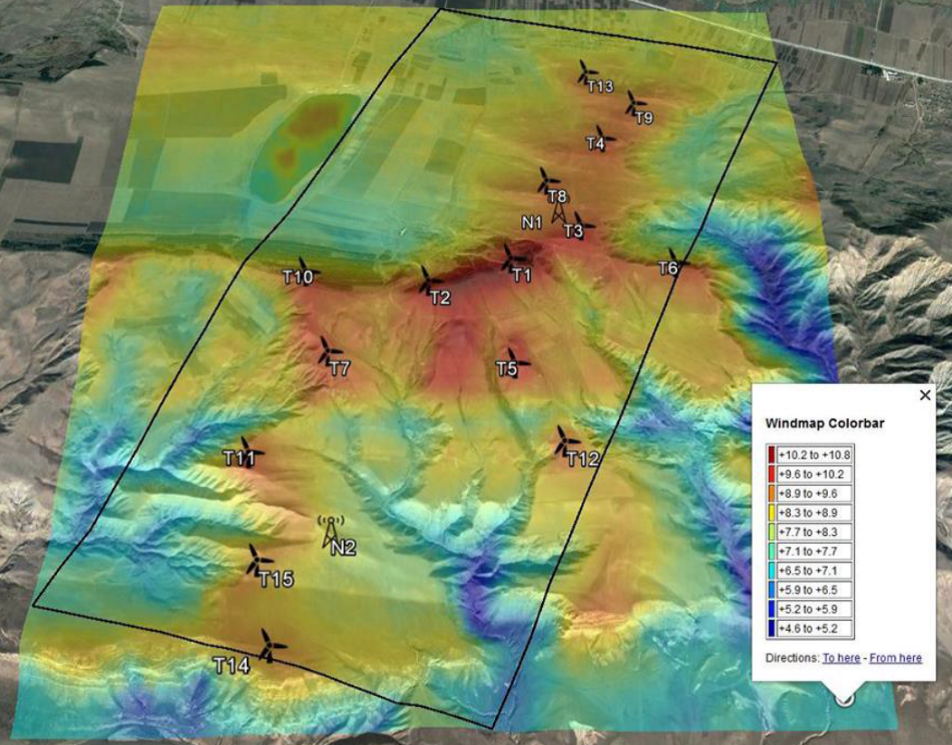 T13
T9
T4
T8
N1
T3
T6
T10
T1
T2
T7
T5
T11
T12
N2
T15
T14
Windmap Colorbar
+10.2 to +10.8
+9.6 to +10.2
+8.9 to +9.6
+8.3 to +8.9
+7.7 to +8.3
+7.1 to +7.7
+6.5 to +7.1
+5.9 to +6.5
+5.2 to +5.9
+4.6 to +5.2
Directions: To here - From here